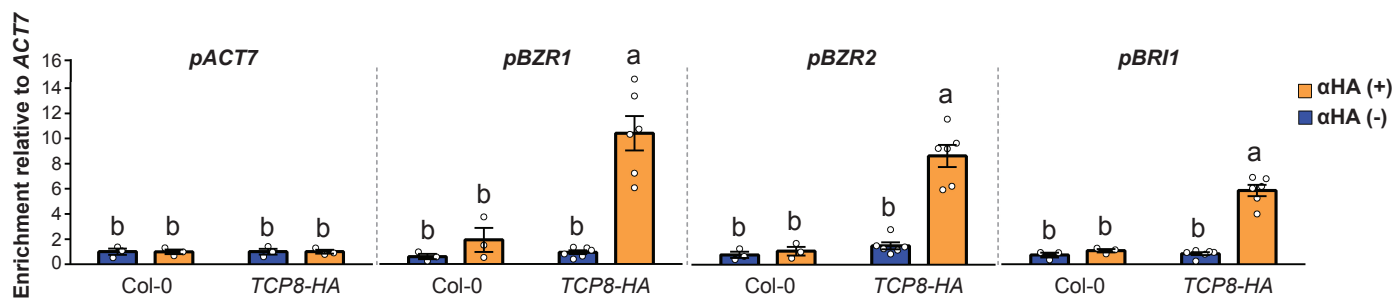 Enrichment relative to ACT7
16
14
12
10
8
6
4
2
0
pACT7
b b b b
Col-0 TCP8-HA
pBZR1
b b b a
Col-0 TCP8-HA
pBZR2
b b b a
Col-0 TCP8-HA
pBRI1
b b b a
Col-0 TCP8-HA
αHA (+)
αHA (-)